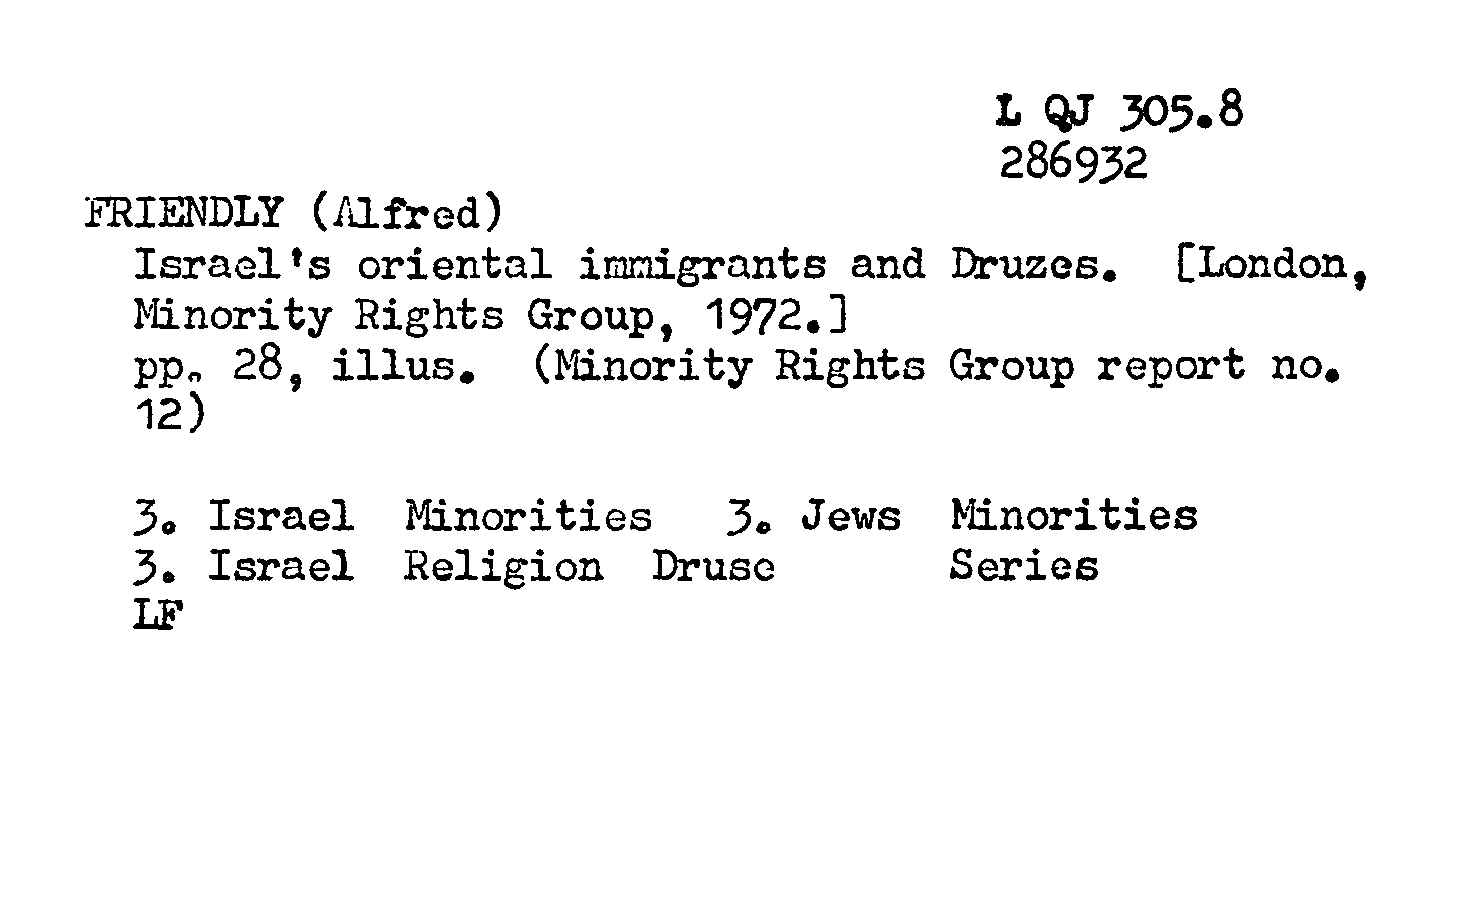 L QJ 305.8
286932
FRIENDLY (Alfred)
Israel's oriental immigrants and Druzes. [London,
Minority Rights Group, 1972.]
pp. 28, illus. (Minority Rights Group report no.
12)
3. Israel Minorities 3. Jews Minorities
3. Israel Religion Druse Series
LF